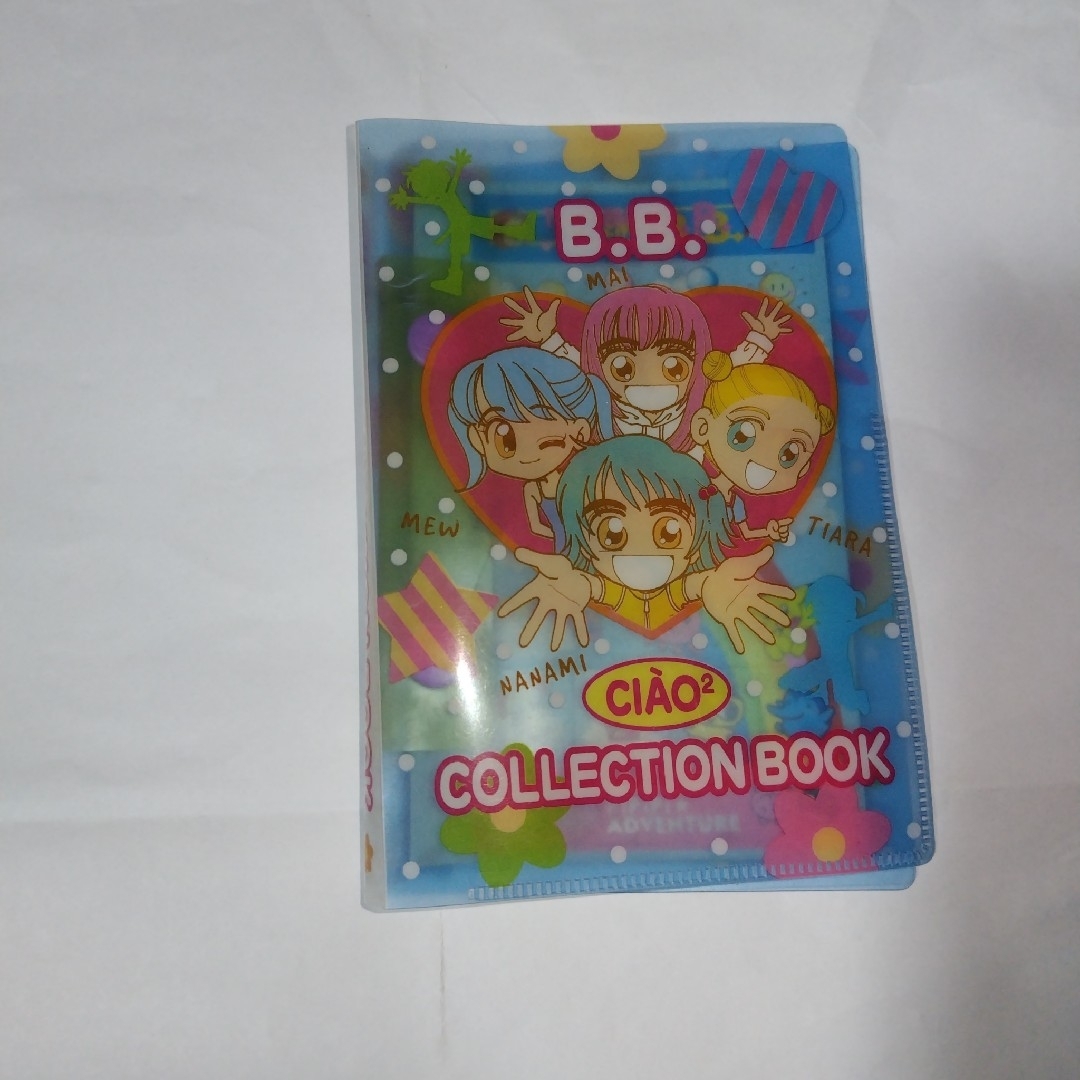 B.B.
MAI
MEW
TIARA
NANAMI
CIÀO²
COLLECTION BOOK
ADVENTURE